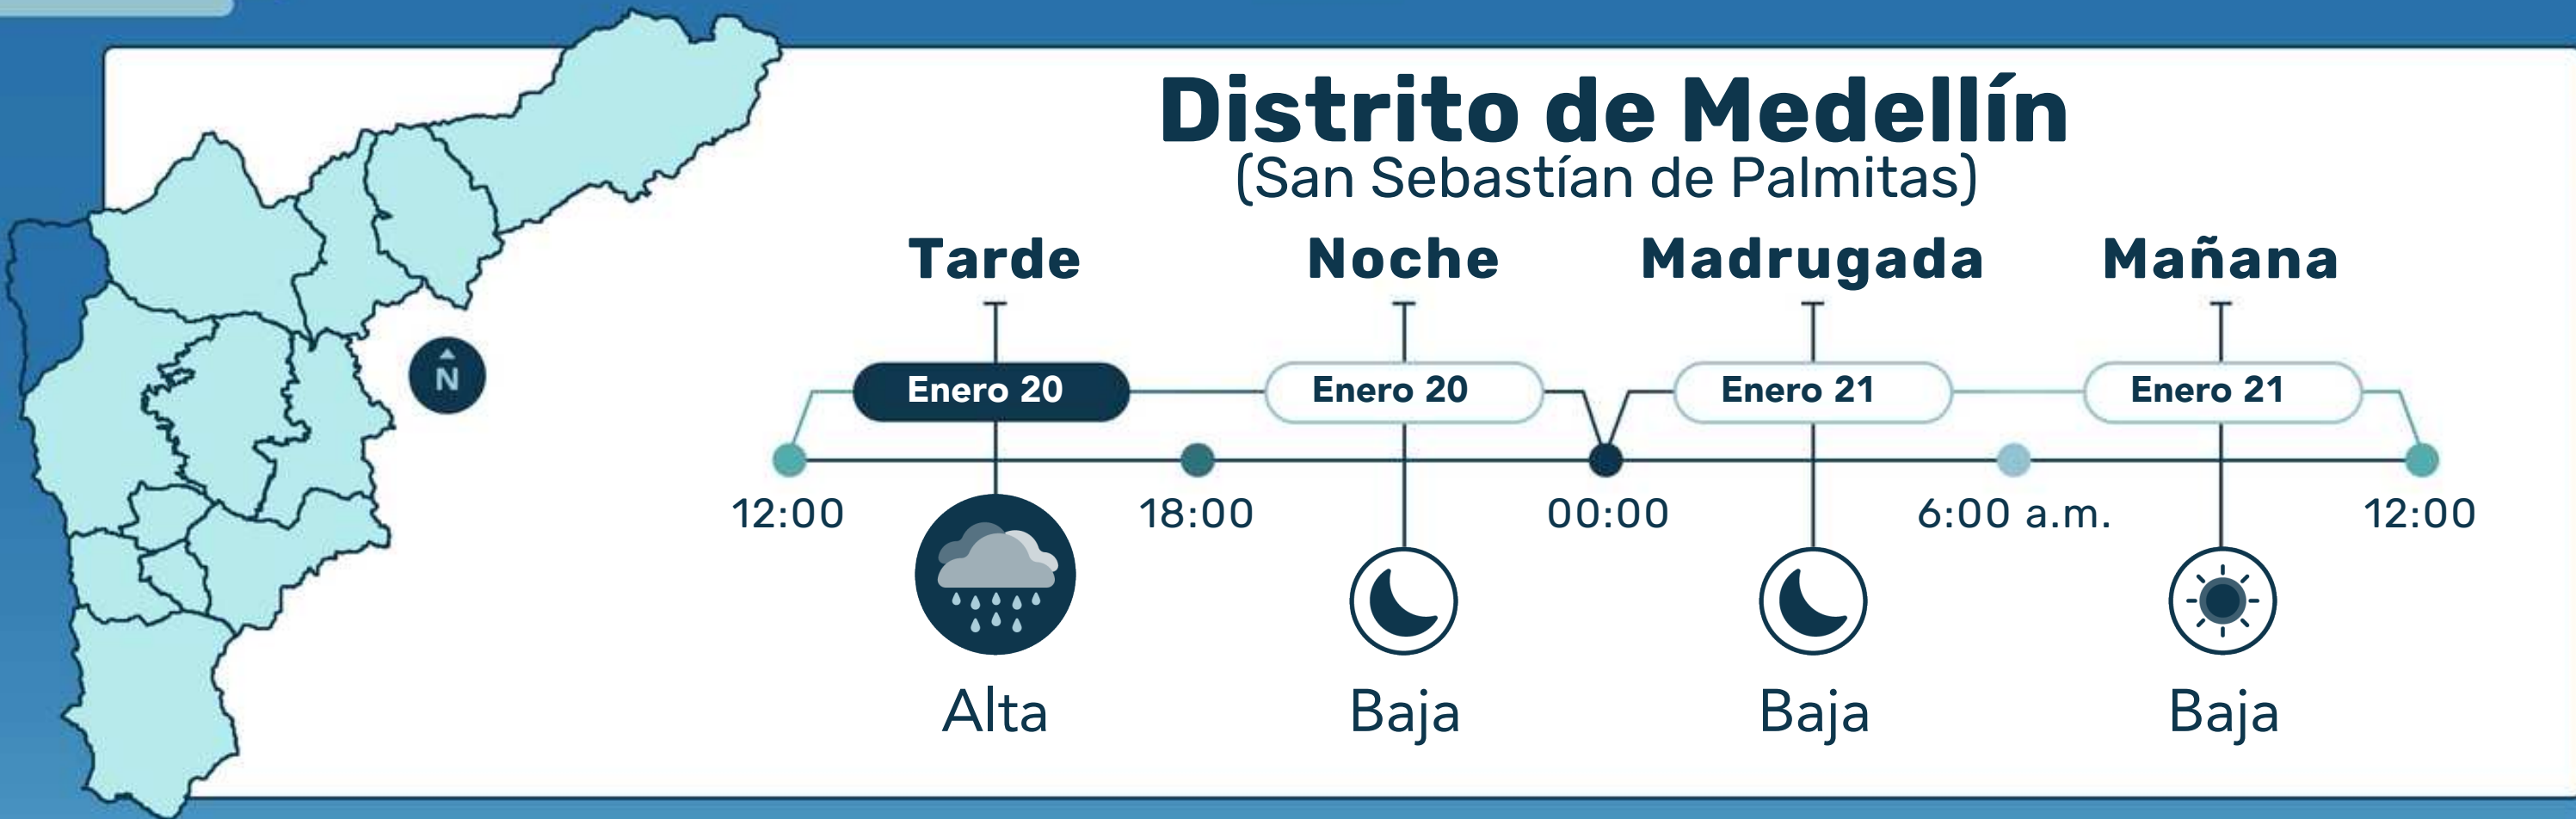 Distrito de Medellín
(San Sebastían de Palmitas)
Tarde Noche Madrugada Mañana
Enero 20 Enero 20 Enero 21 Enero 21
N
12:00 18:00 00:00 6:00 a.m. 12:00
Alta Baja Baja Baja